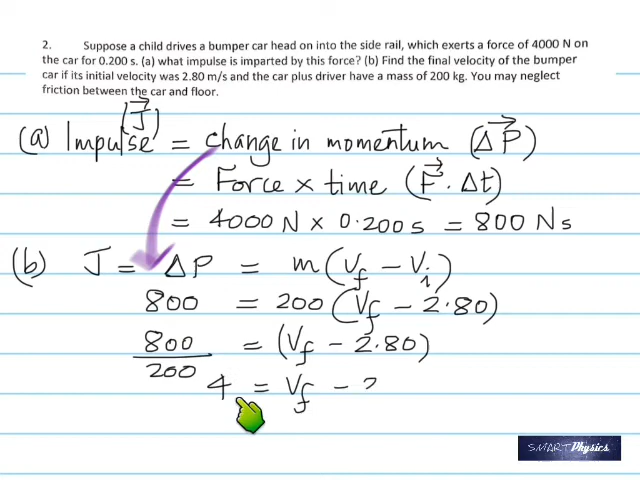 2. Suppose a child drives a bumper car head on into the side rail, which exerts a force of 4000 N on
the car for 0.200 s. (a) what impulse is imparted by this force? (b) Find the final velocity of the bumper
car if its initial velocity was 2.80 m/s and the car plus driver have a mass of 200 kg. You may neglect
friction between the car and floor.
(a) Impulse (J⃗) = change in momentum (ΔP⃗)
= Force × time (F⃗ · Δt)
= 4000 N × 0.200 s = 800 Ns
(b) J = ΔP = m(Vf - Vi)
800 = 200 (Vf - 2.80)
800/200 = (Vf - 2.80)
4 = Vf -
SMART Physics